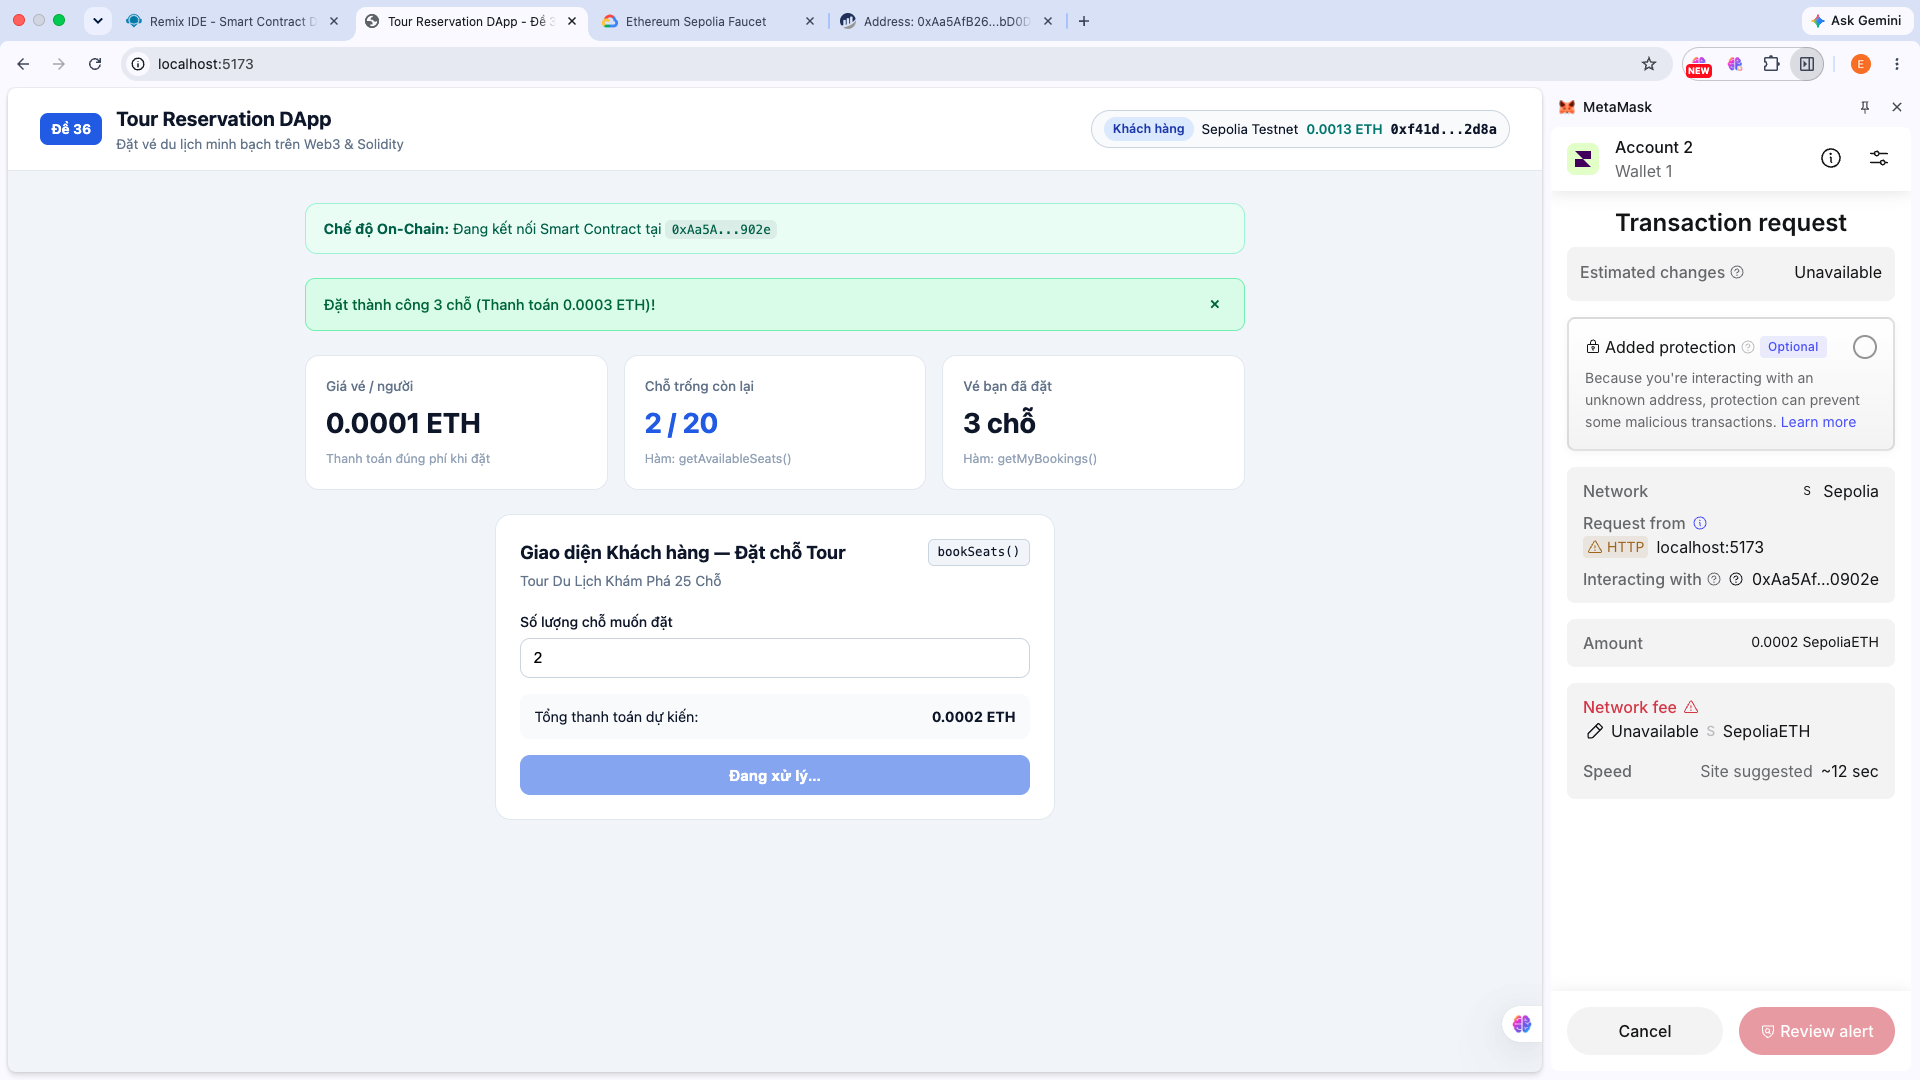 Remix IDE - Smart Contract D
Tour Reservation DApp - Đề 3
Ethereum Sepolia Faucet
Address: 0xAa5AfB26...bD0D
Ask Gemini
localhost:5173
NEW
E
Đề 36
Tour Reservation DApp
Đặt vé du lịch minh bạch trên Web3 & Solidity
Khách hàng Sepolia Testnet 0.0013 ETH 0xf41d...2d8a
Chế độ On-Chain: Đang kết nối Smart Contract tại 0xAa5A...902e
Đặt thành công 3 chỗ (Thanh toán 0.0003 ETH)!
Giá vé / người
0.0001 ETH
Thanh toán đúng phí khi đặt
Chỗ trống còn lại
2 / 20
Hàm: getAvailableSeats()
Vé bạn đã đặt
3 chỗ
Hàm: getMyBookings()
Giao diện Khách hàng — Đặt chỗ Tour
bookSeats()
Tour Du Lịch Khám Phá 25 Chỗ
Số lượng chỗ muốn đặt
2
Tổng thanh toán dự kiến: 0.0002 ETH
Đang xử lý...
MetaMask
Account 2
Wallet 1
Transaction request
Estimated changes Unavailable
Added protection Optional
Because you're interacting with an
unknown address, protection can prevent
some malicious transactions. Learn more
Network S Sepolia
Request from
HTTP localhost:5173
Interacting with 0xAa5Af...0902e
Amount 0.0002 SepoliaETH
Network fee
Unavailable S SepoliaETH
Speed Site suggested ~12 sec
Cancel
Review alert